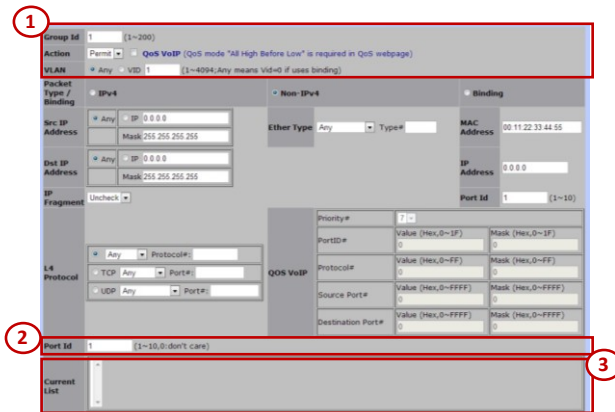 1
Group Id 1 (1~200)
Action Permit QoS VoIP (QoS mode "All High Before Low" is required in QoS webpage)
VLAN Any VID 1 (1~4094;Any means Vid=0 if uses binding)
Packet Type / Binding IPv4 Non-IPv4 Binding
Src IP Address Any IP 0.0.0.0
Mask 255.255.255.255
Ether Type Any Type#
MAC Address 00:11:22:33:44:55
Dst IP Address Any IP 0.0.0.0
Mask 255.255.255.255
IP Address 0.0.0.0
IP Fragment Uncheck
Port Id 1 (1~10)
L4 Protocol
Any Protocol#:
TCP Any Port#:
UDP Any Port#:
QOS VoIP
Priority# 7
PortID# Value (Hex,0~1F) Mask (Hex,0~1F)
0 0
Protocol# Value (Hex,0~FF) Mask (Hex,0~FF)
0 0
Source Port# Value (Hex,0~FFFF) Mask (Hex,0~FFFF)
0 0
Destination Port# Value (Hex,0~FFFF) Mask (Hex,0~FFFF)
0 0
2
Port Id 1 (1~10,0:don't care)
3
Current List